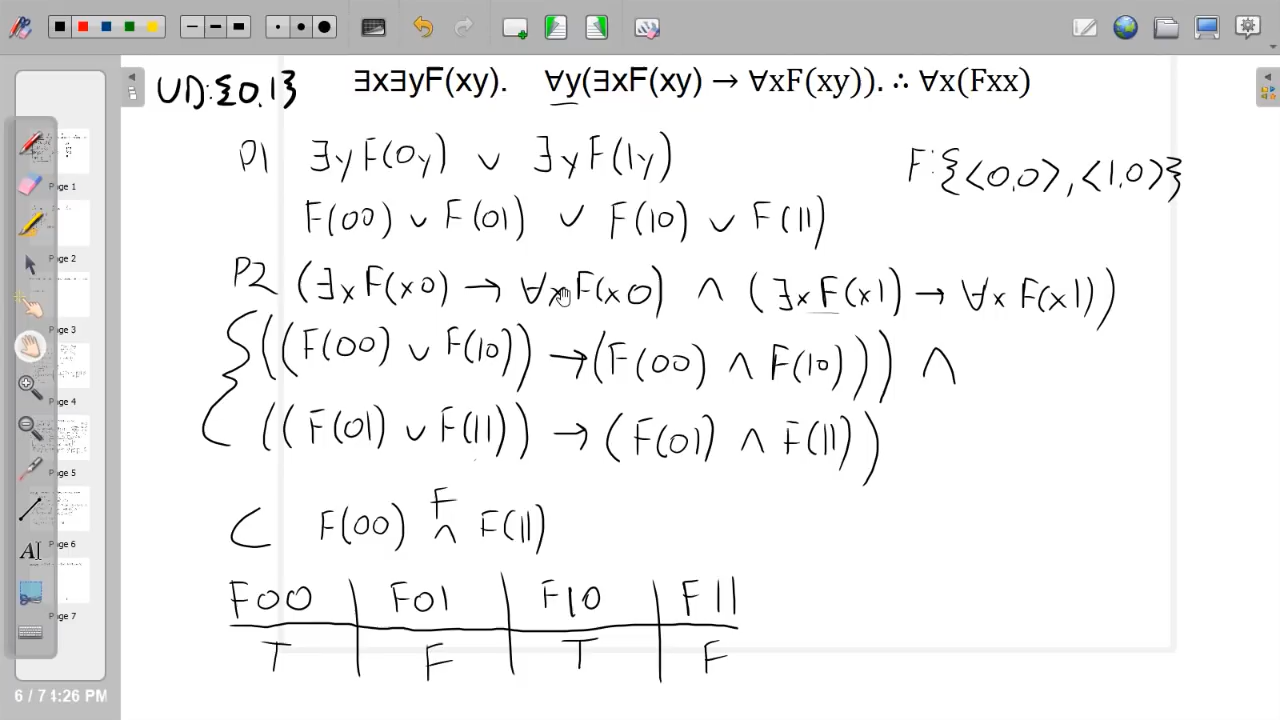 UD:{0,1} ∃x∃yF(xy). ∀y(∃xF(xy) → ∀xF(xy)). ∴ ∀x(Fxx)
P1 ∃yF(0y) ∨ ∃yF(1y)
F:{<0,0>,<1,0>}
F(00) ∨ F(01) ∨ F(10) ∨ F(11)
P2 (∃xF(x0) → ∀xF(x0) ∧ (∃xF(x1) → ∀xF(x1))
((F(00) ∨ F(10)) → (F(00) ∧ F(10))) ∧
((F(01) ∨ F(11)) → (F(01) ∧ F(11))
F
C F(00) ∧ F(11)
F00 | F01 | F10 | F11
T | F | T | F
Page 1
Page 2
Page 3
Page 4
Page 5
Page 6
Page 7
A
6 / 7
4:26 PM